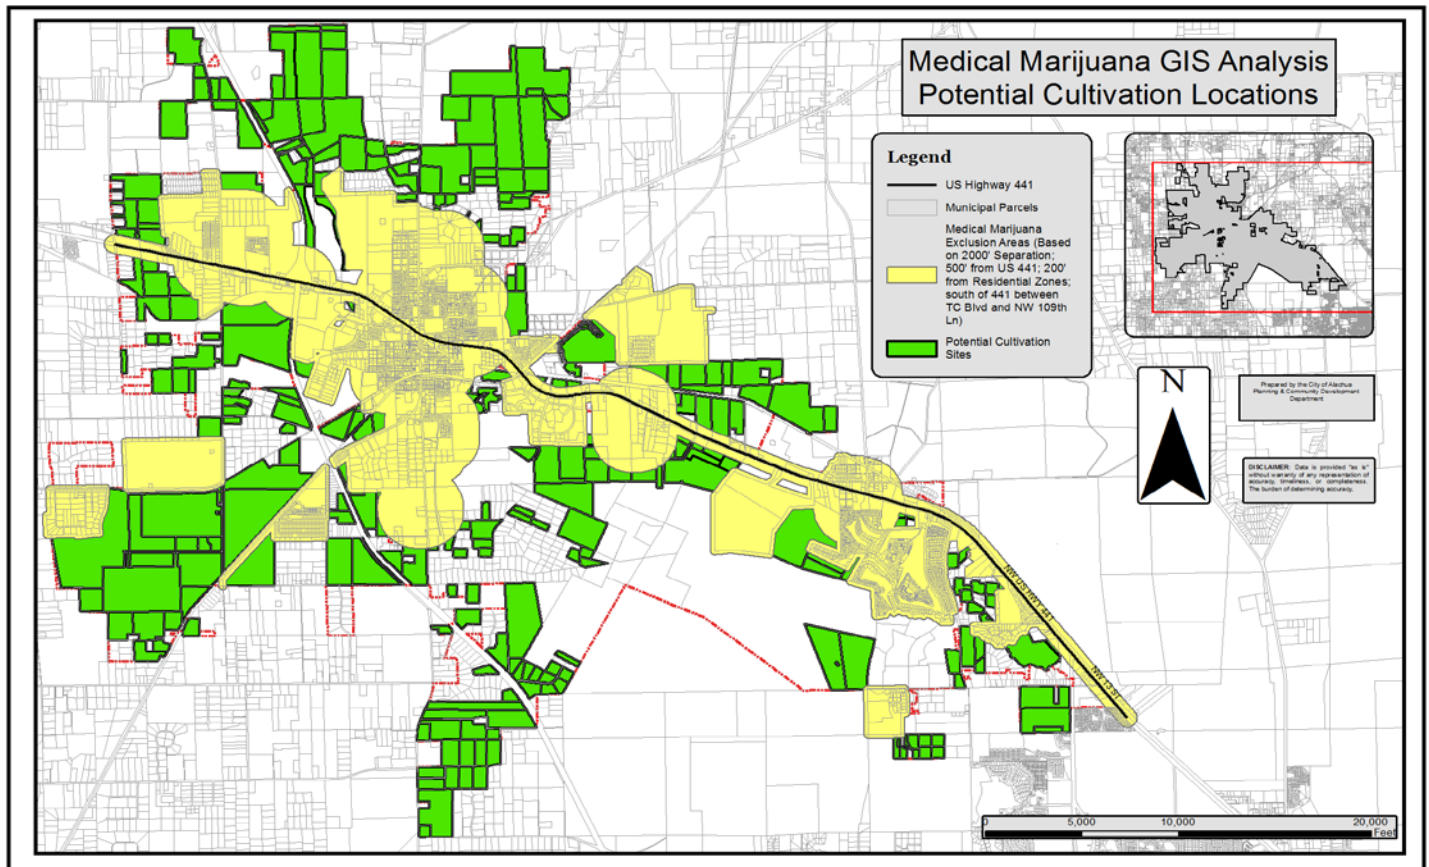 Medical Marijuana GIS Analysis
Potential Cultivation Locations
Legend
US Highway 441
Municipal Parcels
Medical Marijuana
Exclusion Areas (Based
on 2000' Separation;
500' from US 441; 200'
from Residential Zones;
south of 441 between
TC Blvd and NW 109th
Ln)
Potential Cultivation
Sites
N
Prepared by the City of Alachua
Planning & Community Development
Department
DISCLAIMER: Data is provided "as is"
without warranty of any representation of
accuracy, timeliness, or completeness.
The burden of determining accuracy,
NW US HWY 441
NW 13 ST
0 5,000 10,000 20,000
Feet